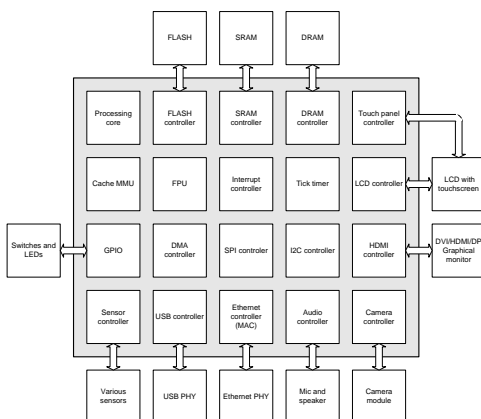 FLASH
SRAM
DRAM
Processing
core
FLASH
controller
SRAM
controller
DRAM
controller
Touch panel
controller
Cache MMU
FPU
Interrupt
controller
Tick timer
LCD controller
LCD with
touchscreen
Switches and
LEDs
GPIO
DMA
controller
SPI controler
I2C controller
HDMI
controller
DVI/HDMI/DP
Graphical
monitor
Sensor
controller
USB controller
Ethernet
controller
(MAC)
Audio
controller
Camera
controller
Various
sensors
USB PHY
Ethernet PHY
Mic and
speaker
Camera
module